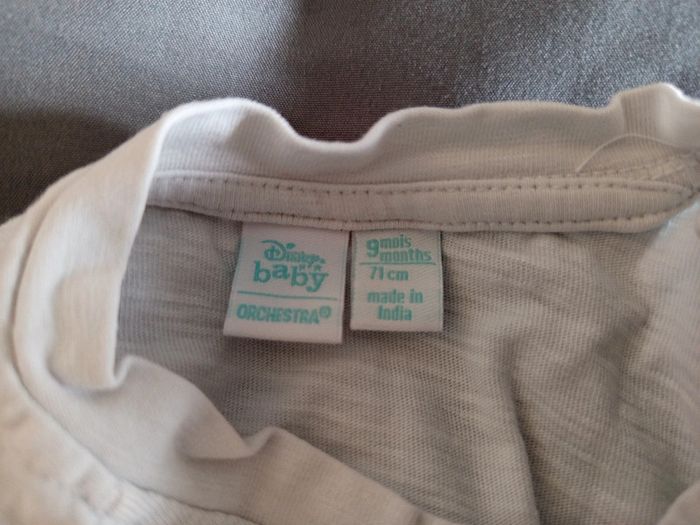 Disney
baby
ORCHESTRA®
9 mois
months
71 cm
made in
India